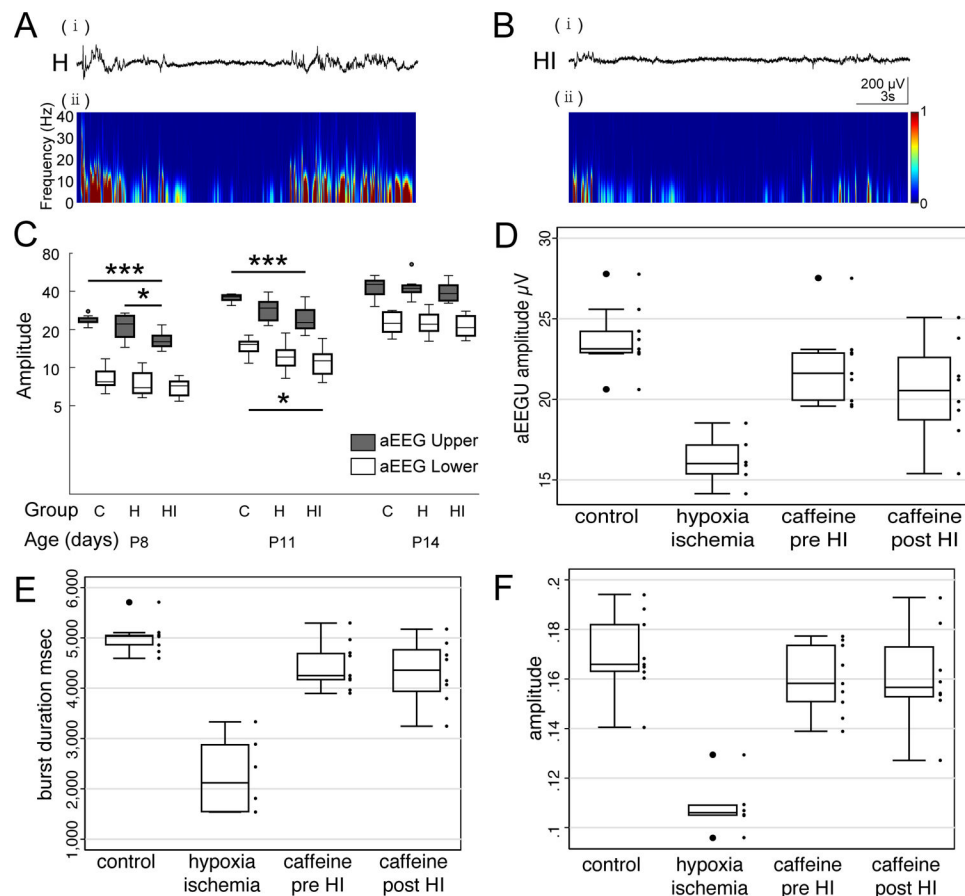 A
(i)
H
(ii)
Frequency (Hz)
40
30
20
10
0
B
(i)
HI
200 µV
3s
(ii)
1
0
C
Amplitude
80
40
20
10
5
***
*
***
*
aEEG Upper
aEEG Lower
Group C H HI C H HI C H HI
Age (days) P8 P11 P14
D
aEEGU amplitude µV
30
25
20
15
control
hypoxia
ischemia
caffeine
pre HI
caffeine
post HI
E
burst duration msec
6,000
5,000
4,000
3,000
2,000
1,000
control
hypoxia
ischemia
caffeine
pre HI
caffeine
post HI
F
amplitude
.2
.18
.16
.14
.12
.1
control
hypoxia
ischemia
caffeine
pre HI
caffeine
post HI